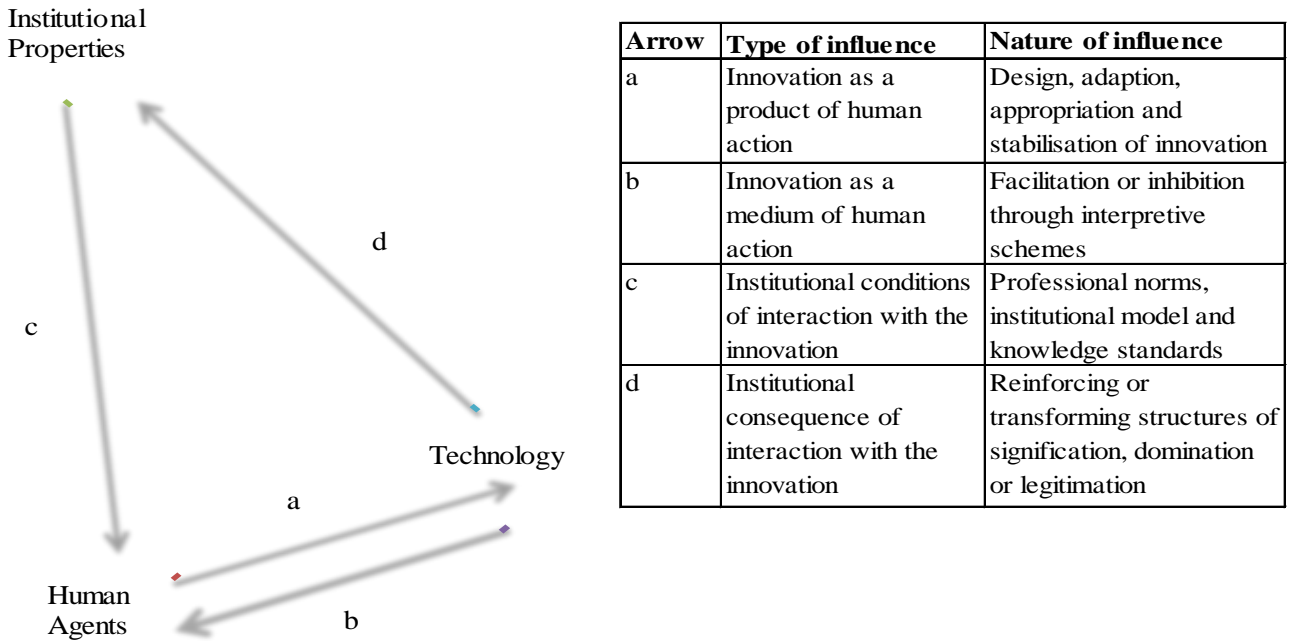 Institutional
Properties
d
c
Technology
a
Human
Agents
b
Arrow Type of influence Nature of influence
a Innovation as a Design, adaption,
product of human appropriation and
action stabilisation of innovation
b Innovation as a Facilitation or inhibition
medium of human through interpretive
action schemes
c Institutional conditions Professional norms,
of interaction with the institutional model and
innovation knowledge standards
d Institutional Reinforcing or
consequence of transforming structures of
interaction with the signification, domination
innovation or legitimation